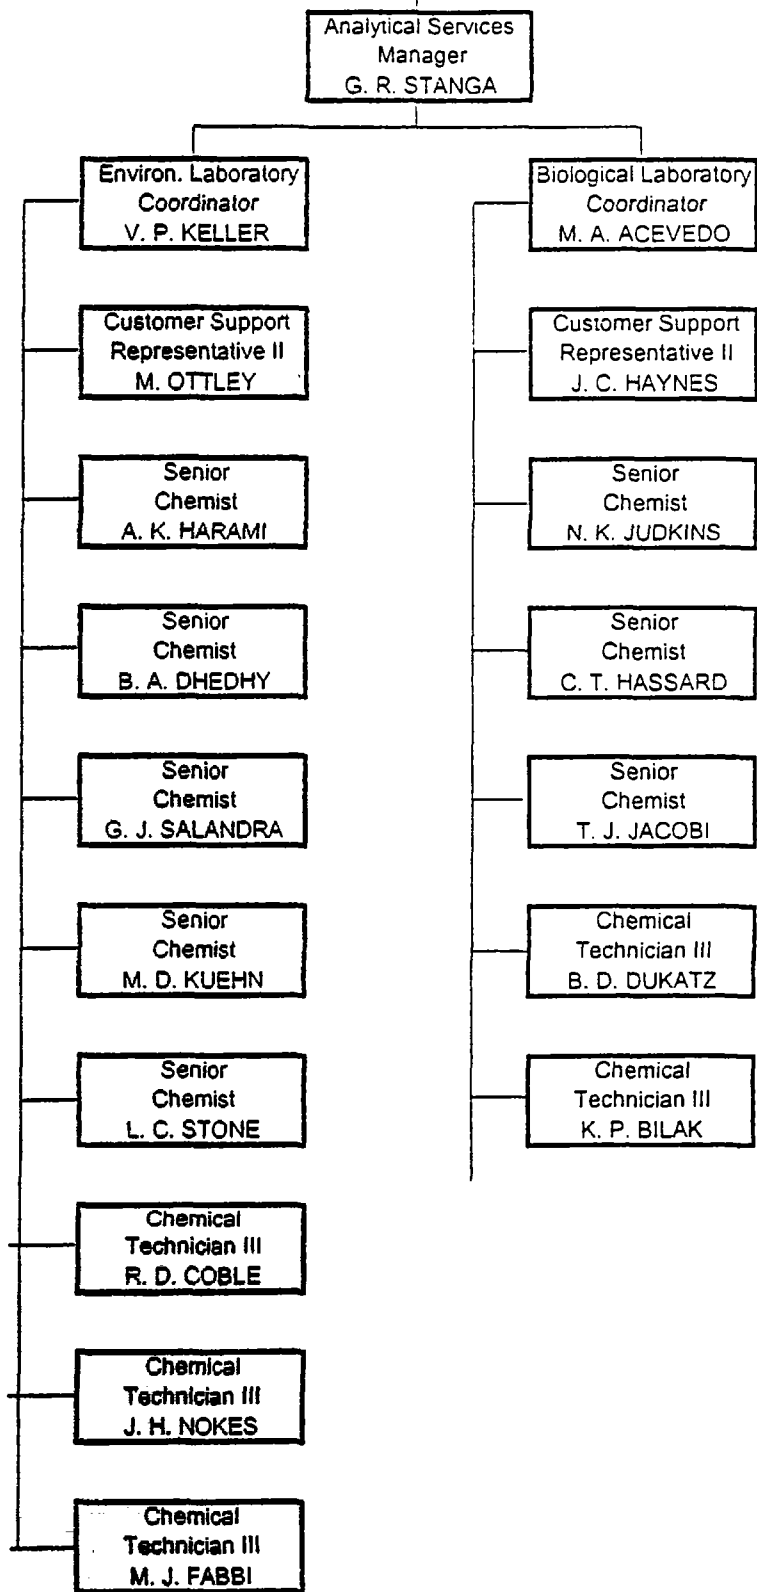 Analytical Services
Manager
G. R. STANGA
Environ. Laboratory
Coordinator
V. P. KELLER
Customer Support
Representative II
M. OTTLEY
Senior
Chemist
A. K. HARAMI
Senior
Chemist
B. A. DHEDHY
Senior
Chemist
G. J. SALANDRA
Senior
Chemist
M. D. KUEHN
Senior
Chemist
L. C. STONE
Chemical
Technician III
R. D. COBLE
Chemical
Technician III
J. H. NOKES
Chemical
Technician III
M. J. FABBI
Biological Laboratory
Coordinator
M. A. ACEVEDO
Customer Support
Representative II
J. C. HAYNES
Senior
Chemist
N. K. JUDKINS
Senior
Chemist
C. T. HASSARD
Senior
Chemist
T. J. JACOBI
Chemical
Technician III
B. D. DUKATZ
Chemical
Technician III
K. P. BILAK